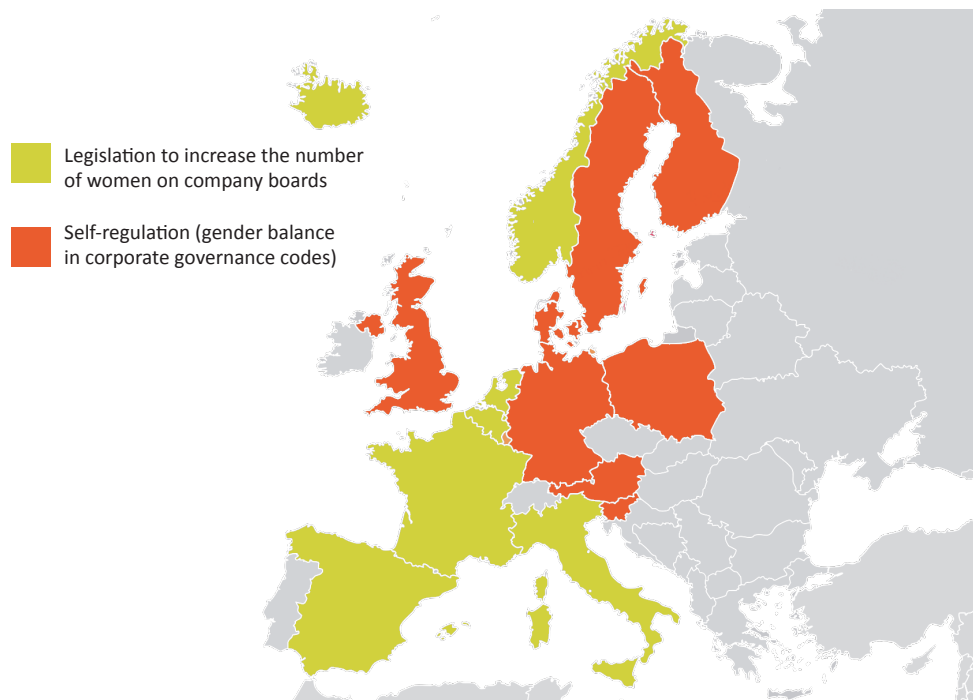 Legislation to increase the number
of women on company boards
Self-regulation (gender balance
in corporate governance codes)